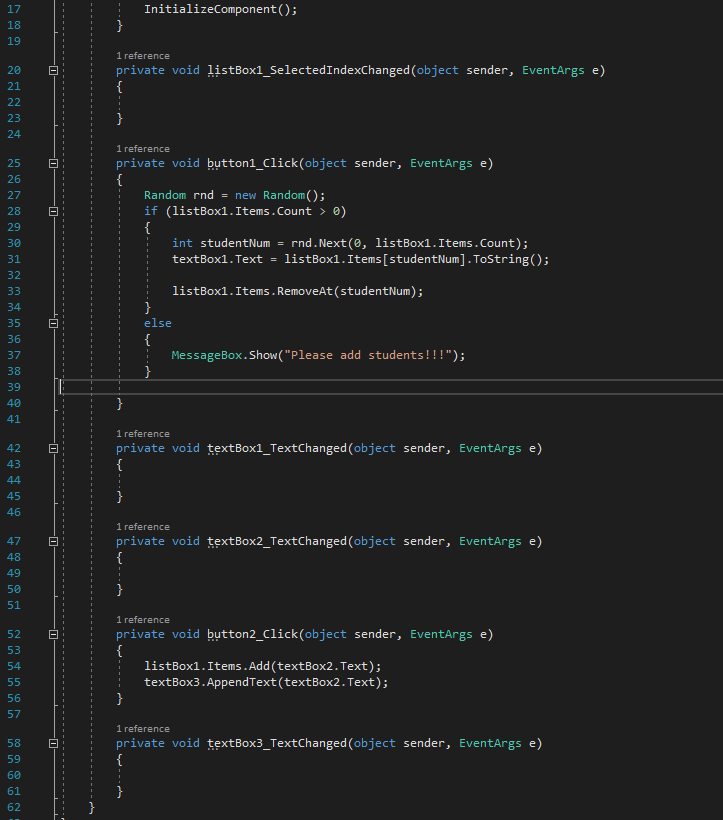 17 InitializeComponent();
18 }
19
1 reference
20 private void listBox1_SelectedIndexChanged(object sender, EventArgs e)
21 {
22
23 }
24
1 reference
25 private void button1_Click(object sender, EventArgs e)
26 {
27 Random rnd = new Random();
28 if (listBox1.Items.Count > 0)
29 {
30 int studentNum = rnd.Next(0, listBox1.Items.Count);
31 textBox1.Text = listBox1.Items[studentNum].ToString();
32
33 listBox1.Items.RemoveAt(studentNum);
34 }
35 else
36 {
37 MessageBox.Show("Please add students!!!");
38 }
39
40 }
41
1 reference
42 private void textBox1_TextChanged(object sender, EventArgs e)
43 {
44
45 }
46
1 reference
47 private void textBox2_TextChanged(object sender, EventArgs e)
48 {
49
50 }
51
1 reference
52 private void button2_Click(object sender, EventArgs e)
53 {
54 listBox1.Items.Add(textBox2.Text);
55 textBox3.AppendText(textBox2.Text);
56 }
57
1 reference
58 private void textBox3_TextChanged(object sender, EventArgs e)
59 {
60
61 }
62 }